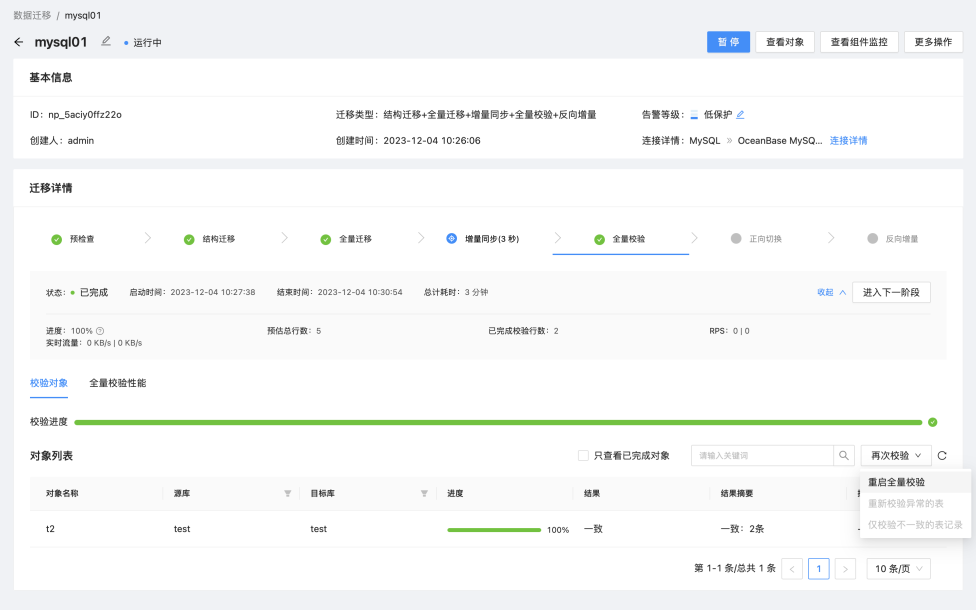 数据迁移 / mysql01
mysql01 运行中 暂 停 查看对象 查看组件监控 更多操作
基本信息
ID: np_5aciy0ffz22o 迁移类型: 结构迁移+全量迁移+增量同步+全量校验+反向增量 告警等级: 低保护
创建人: admin 创建时间: 2023-12-04 10:26:06 连接详情: MySQL » OceanBase MySQ... 连接详情
迁移详情
预检查 结构迁移 全量迁移 增量同步(3 秒) 全量校验 正向切换 反向增量
状态: 已完成 启动时间: 2023-12-04 10:27:38 结束时间: 2023-12-04 10:30:54 总计耗时: 3 分钟 收起 进入下一阶段
进度: 100% 预估总行数: 5 已完成校验行数: 2 RPS: 0 | 0
实时流量: 0 KB/s | 0 KB/s
校验对象 全量校验性能
校验进度
对象列表 只查看已完成对象 请输入关键词 再次校验
对象名称 源库 目标库 进度 结果 结果摘要
重启全量校验
重新校验异常的表
仅校验不一致的表记录
t2 test test 100% 一致 一致: 2条
第 1-1 条/总共 1 条 < 1 > 10 条/页